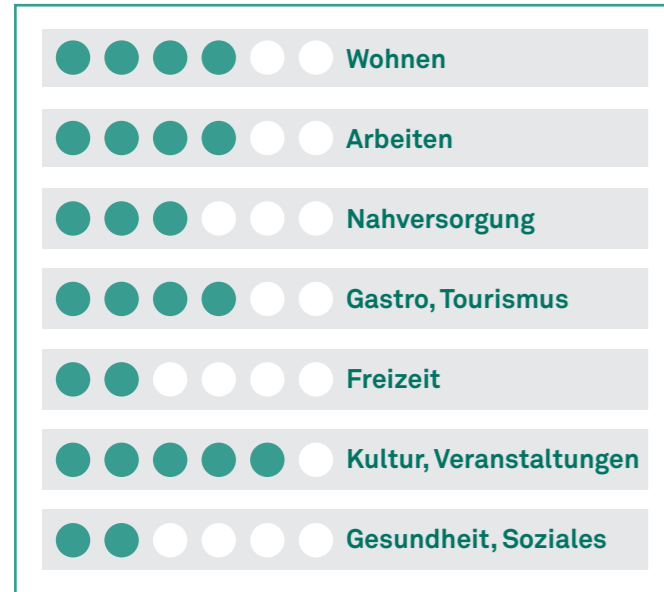 Wohnen
Arbeiten
Nahversorgung
Gastro, Tourismus
Freizeit
Kultur, Veranstaltungen
Gesundheit, Soziales